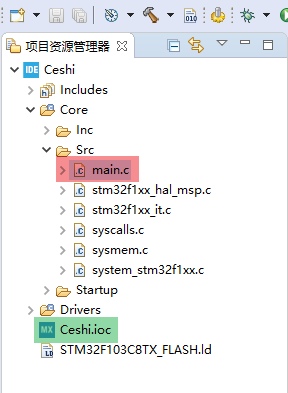 010
项目资源管理器
IDE Ceshi
Includes
Core
Inc
Src
.c main.c
.c stm32f1xx_hal_msp.c
.c stm32f1xx_it.c
.c syscalls.c
.c sysmem.c
.c system_stm32f1xx.c
Startup
Drivers
MX Ceshi.ioc
STM32F103C8TX_FLASH.ld